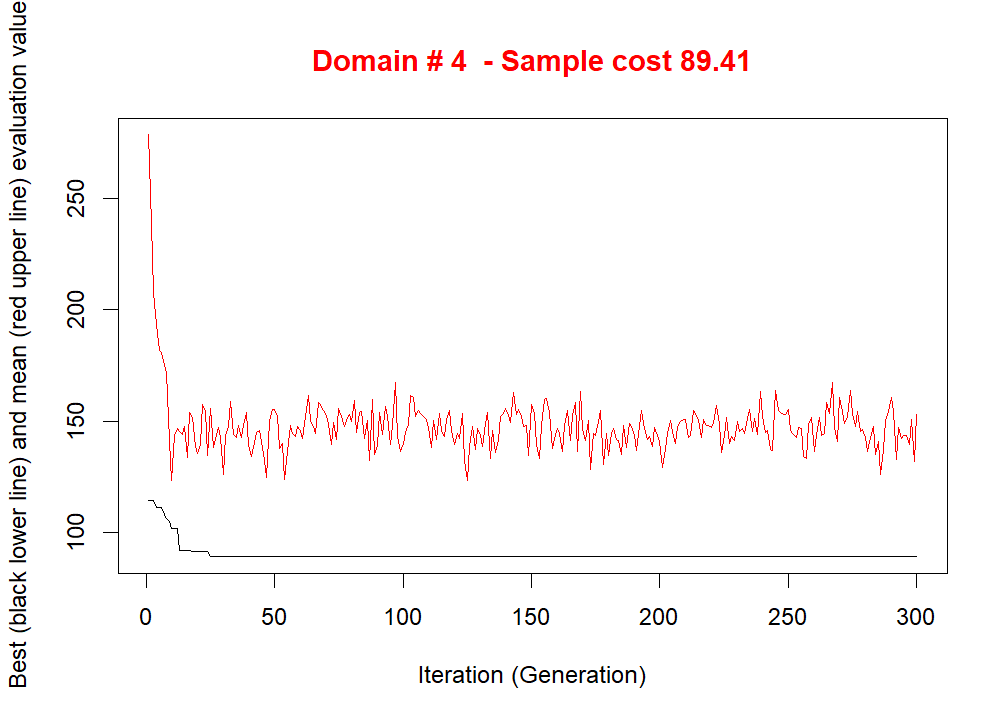 Domain # 4  - Sample cost 89.41
Best (black lower line) and mean (red upper line) evaluation value
250
200
150
100
0 50 100 150 200 250 300
Iteration (Generation)